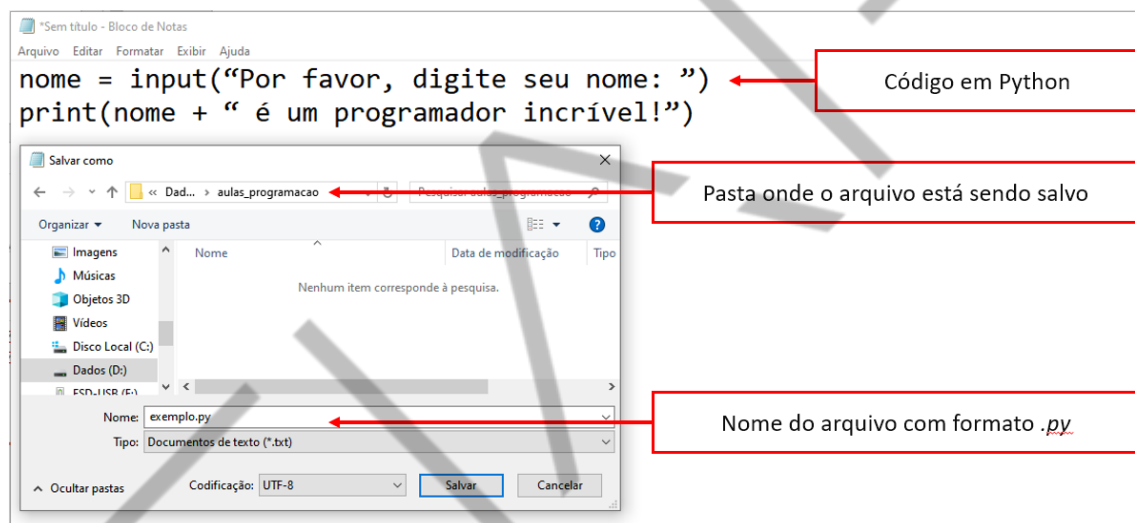 *Sem título - Bloco de Notas
Arquivo Editar Formatar Exibir Ajuda
nome = input(“Por favor, digite seu nome: ”)
print(nome + “ é um programador incrível!”)
Código em Python
Salvar como
« Dad... › aulas_programacao
Pesquisar aulas_programacao
Pasta onde o arquivo está sendo salvo
Organizar Nova pasta
Imagens
Músicas
Objetos 3D
Vídeos
Disco Local (C:)
Dados (D:)
Nome Data de modificação Tipo
Nenhum item corresponde à pesquisa.
Nome: exemplo.py
Nome do arquivo com formato .py
Tipo: Documentos de texto (*.txt)
Ocultar pastas Codificação: UTF-8 Salvar Cancelar